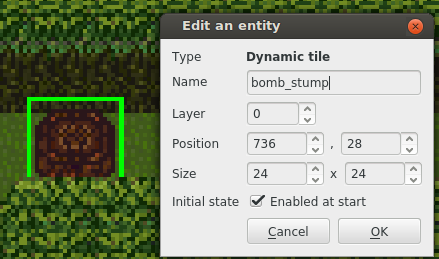 Edit an entity
Type Dynamic tile
Name bomb_stump
Layer 0
Position 736 , 28
Size 24 x 24
Initial state Enabled at start
Cancel OK